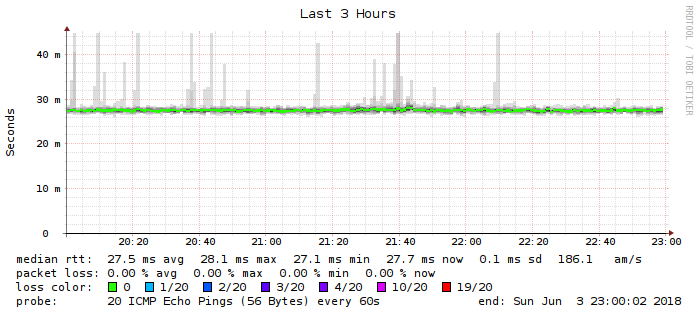 Last 3 Hours
RRDTOOL / TOBI OETIKER
Seconds
40 m
30 m
20 m
10 m
0
20:20 20:40 21:00 21:20 21:40 22:00 22:20 22:40 23:00
median rtt: 27.5 ms avg 28.1 ms max 27.1 ms min 27.7 ms now 0.1 ms sd 186.1 am/s
packet loss: 0.00 % avg 0.00 % max 0.00 % min 0.00 % now
loss color: 0 1/20 2/20 3/20 4/20 10/20 19/20
probe: 20 ICMP Echo Pings (56 Bytes) every 60s end: Sun Jun 3 23:00:02 2018